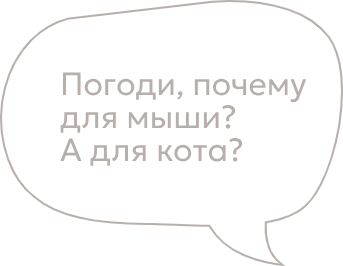 Погоди, почему
для мыши?
А для кота?